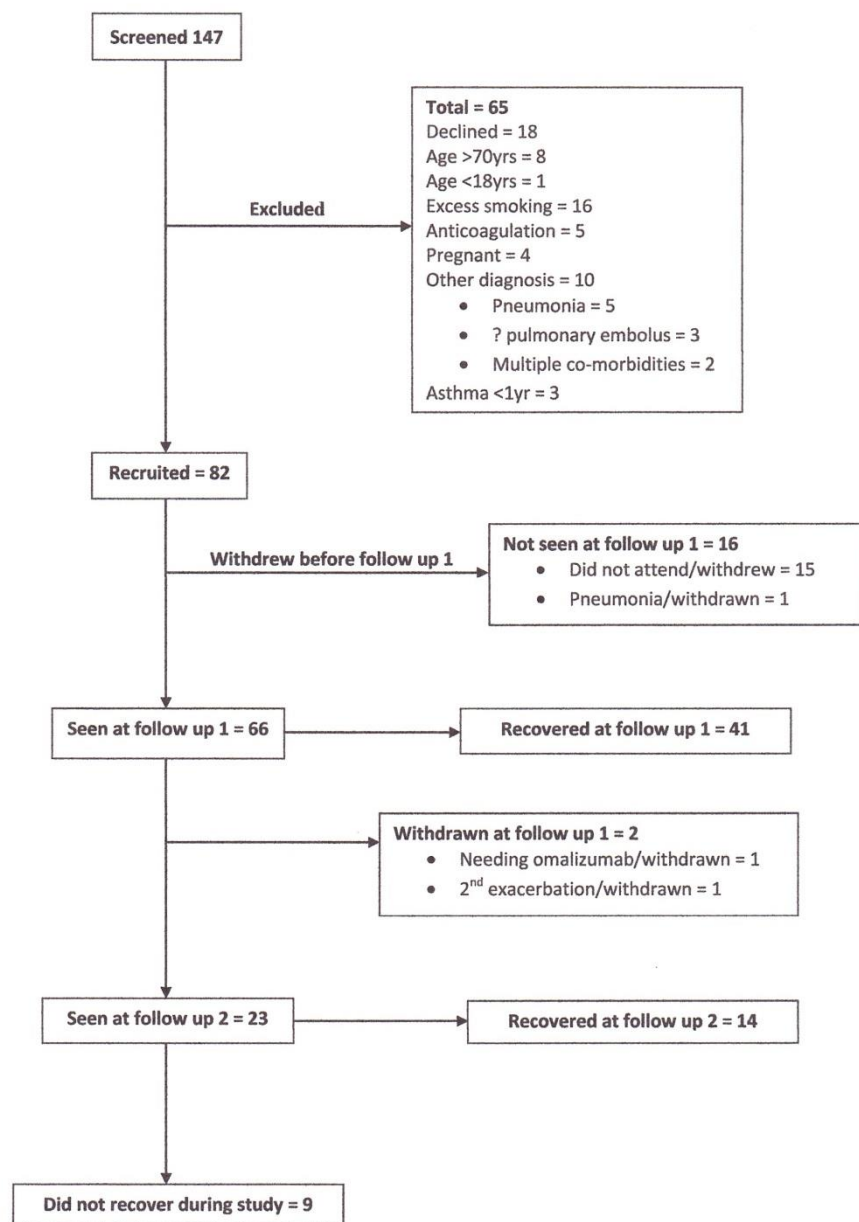 Screened 147
Total = 65
Declined = 18
Age >70yrs = 8
Age <18yrs = 1
Excess smoking = 16
Anticoagulation = 5
Pregnant = 4
Other diagnosis = 10
• Pneumonia = 5
• ? pulmonary embolus = 3
• Multiple co-morbidities = 2
Asthma <1yr = 3
Excluded
Recruited = 82
Withdrew before follow up 1
Not seen at follow up 1 = 16
• Did not attend/withdrew = 15
• Pneumonia/withdrawn = 1
Seen at follow up 1 = 66
Recovered at follow up 1 = 41
Withdrawn at follow up 1 = 2
• Needing omalizumab/withdrawn = 1
• 2nd exacerbation/withdrawn = 1
Seen at follow up 2 = 23
Recovered at follow up 2 = 14
Did not recover during study = 9